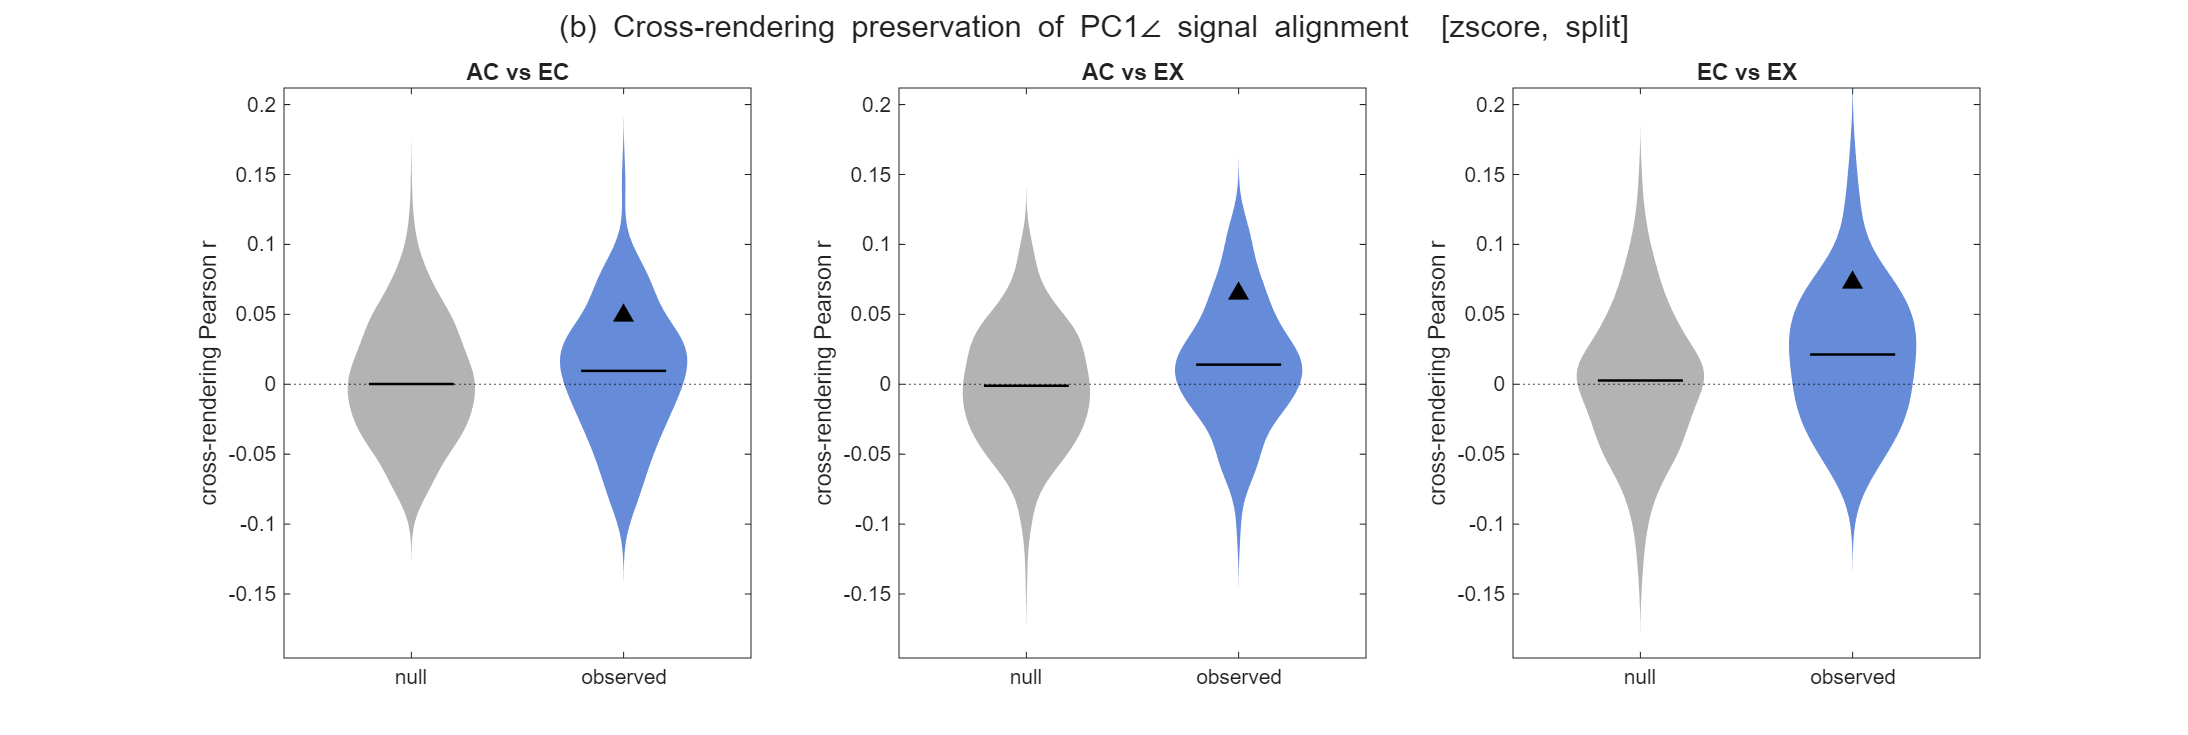 (b) Cross-rendering preservation of PC1∠ signal alignment [zscore, split]
AC vs EC
cross-rendering Pearson r
0.2
0.15
0.1
0.05
0
-0.05
-0.1
-0.15
null observed
AC vs EX
cross-rendering Pearson r
0.2
0.15
0.1
0.05
0
-0.05
-0.1
-0.15
null observed
EC vs EX
cross-rendering Pearson r
0.2
0.15
0.1
0.05
0
-0.05
-0.1
-0.15
null observed